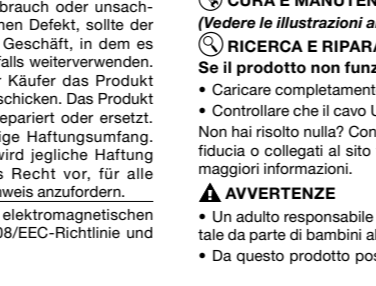 brauch oder unsach-
nen Defekt, sollte der
Geschäft, in dem es
falls weiterverwenden.
Käufer das Produkt
schicken. Das Produkt
epariert oder ersetzt.
ige Haftungsumfang.
wird jegliche Haftung
s Recht vor, für alle
nweis anzufordern.
elektromagnetischen
08/EEC-Richtlinie und
CURA E MANUTEN
(Vedere le illustrazioni a
RICERCA E RIPARA
Se il prodotto non funz
• Caricare completament
• Controllare che il cavo U
Non hai risolto nulla? Con
fiducia o collegati al sito
maggiori informazioni.
AVVERTENZE
• Un adulto responsabile
tale da parte di bambini al
• Da questo prodotto pos